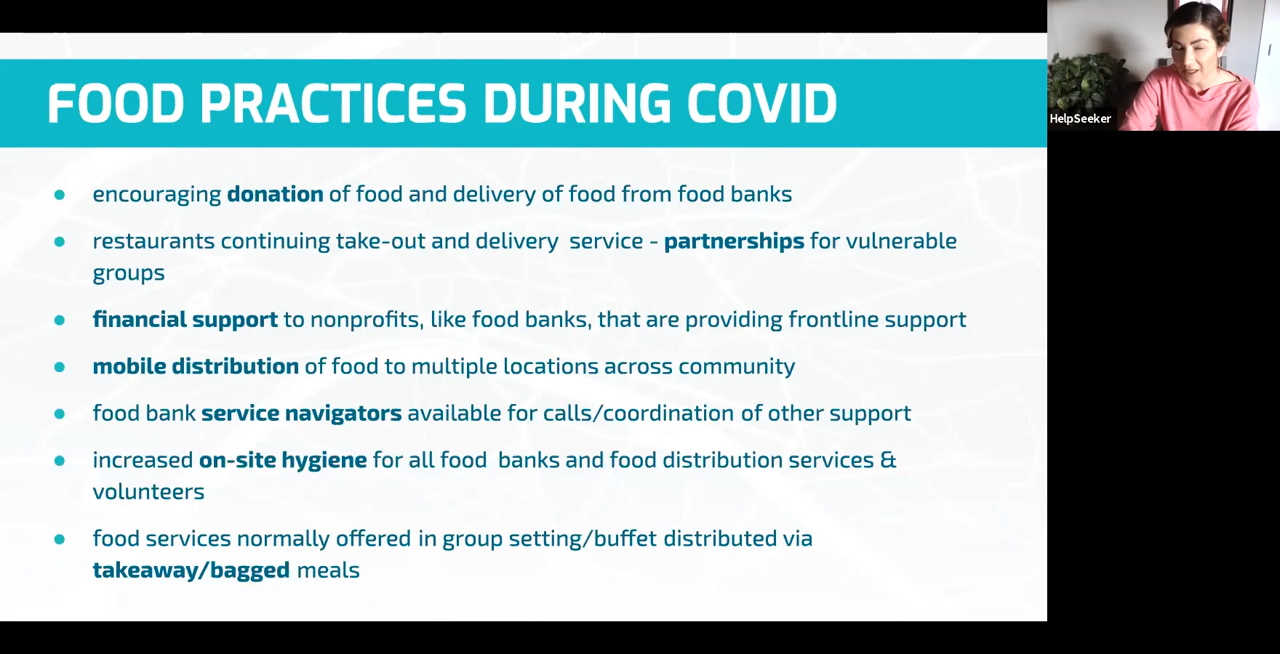 FOOD PRACTICES DURING COVID
HelpSeeker
● encouraging donation of food and delivery of food from food banks
● restaurants continuing take-out and delivery  service - partnerships for vulnerable
groups
● financial support to nonprofits, like food banks, that are providing frontline support
● mobile distribution of food to multiple locations across community
● food bank service navigators available for calls/coordination of other support
● increased on-site hygiene for all food  banks and food distribution services &
volunteers
● food services normally offered in group setting/buffet distributed via
takeaway/bagged meals